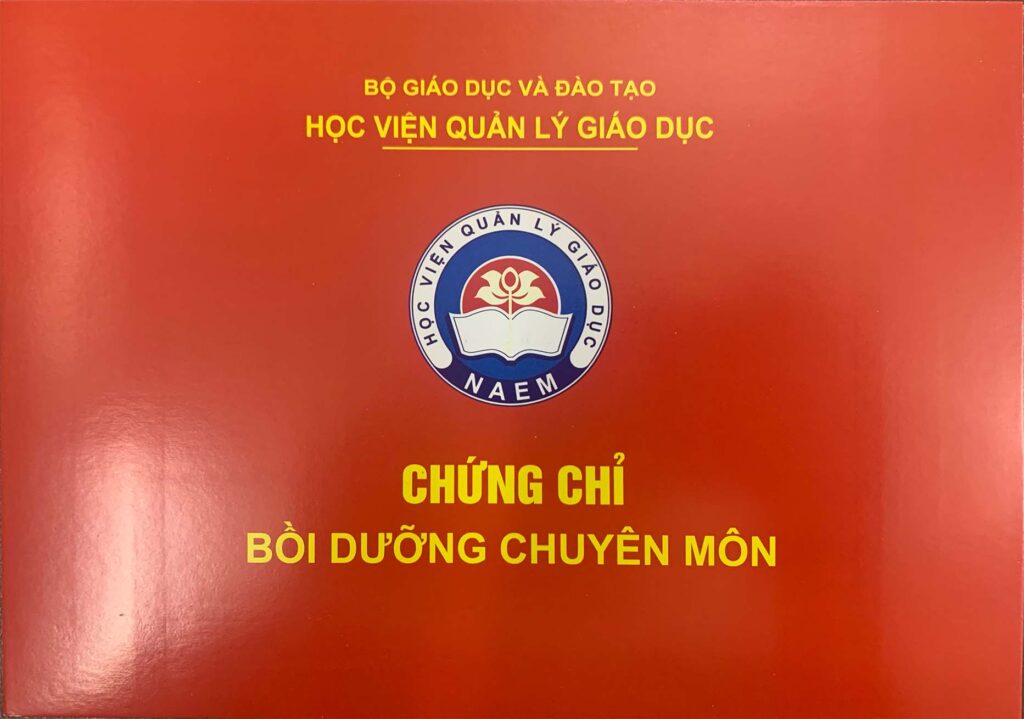 BỘ GIÁO DỤC VÀ ĐÀO TẠO
HỌC VIỆN QUẢN LÝ GIÁO DỤC
HỌC VIỆN QUẢN LÝ GIÁO DỤC
NAEM
CHỨNG CHỈ
BỒI DƯỠNG CHUYÊN MÔN